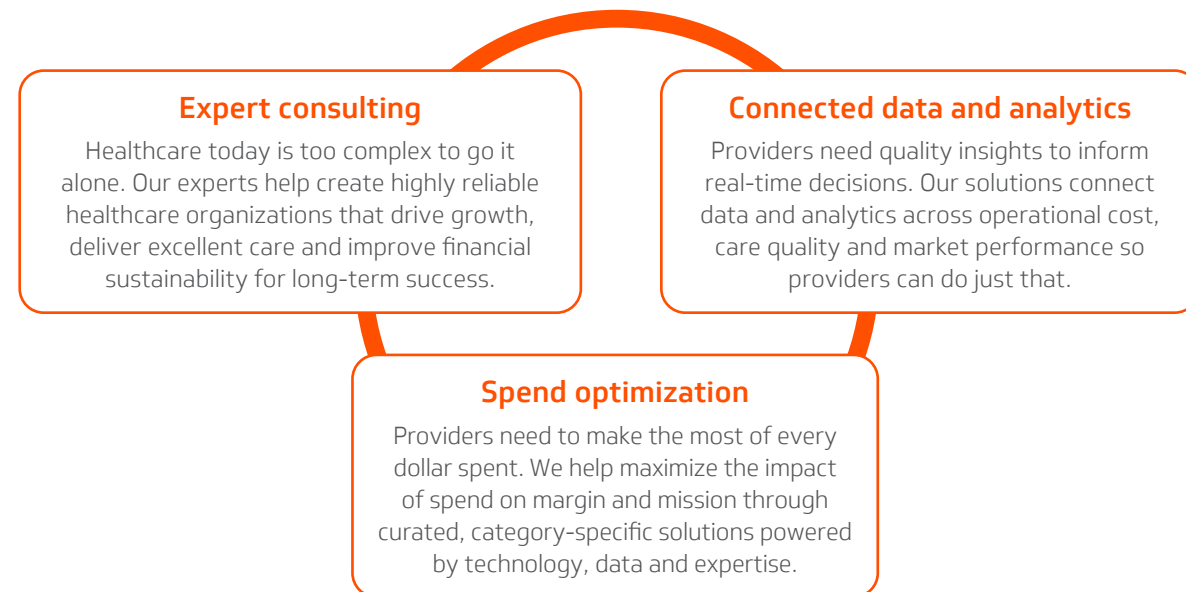 Expert consulting
Healthcare today is too complex to go it
alone. Our experts help create highly reliable
healthcare organizations that drive growth,
deliver excellent care and improve financial
sustainability for long-term success.
Connected data and analytics
Providers need quality insights to inform
real-time decisions. Our solutions connect
data and analytics across operational cost,
care quality and market performance so
providers can do just that.
Spend optimization
Providers need to make the most of every
dollar spent. We help maximize the impact
of spend on margin and mission through
curated, category-specific solutions powered
by technology, data and expertise.